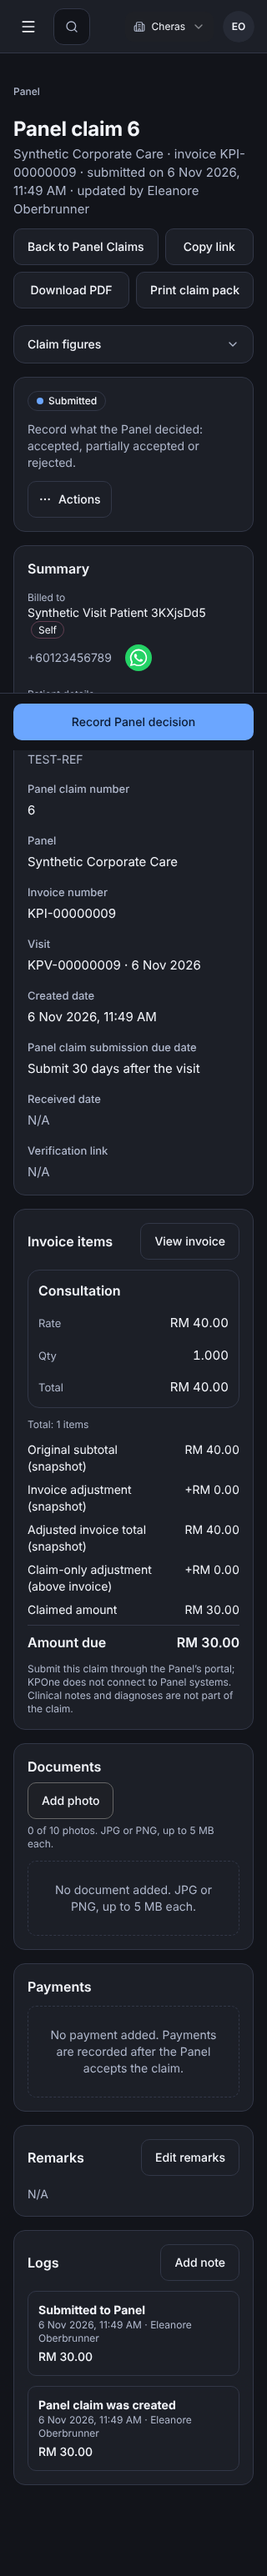 Cheras
EO
Panel
Panel claim 6
Synthetic Corporate Care · invoice KPI-
00000009 · submitted on 6 Nov 2026,
11:49 AM · updated by Eleanore
Oberbrunner
Back to Panel Claims
Copy link
Download PDF
Print claim pack
Claim figures
Submitted
Record what the Panel decided:
accepted, partially accepted or
rejected.
Actions
Summary
Billed to
Synthetic Visit Patient 3KXjsDd5
Self
+60123456789
Record Panel decision
TEST-REF
Panel claim number
6
Panel
Synthetic Corporate Care
Invoice number
KPI-00000009
Visit
KPV-00000009 · 6 Nov 2026
Created date
6 Nov 2026, 11:49 AM
Panel claim submission due date
Submit 30 days after the visit
Received date
N/A
Verification link
N/A
Invoice items
View invoice
Consultation
Rate RM 40.00
Qty 1.000
Total RM 40.00
Total: 1 items
Original subtotal RM 40.00
(snapshot)
Invoice adjustment +RM 0.00
(snapshot)
Adjusted invoice total RM 40.00
(snapshot)
Claim-only adjustment +RM 0.00
(above invoice)
Claimed amount RM 30.00
Amount due RM 30.00
Submit this claim through the Panel's portal;
KPOne does not connect to Panel systems.
Clinical notes and diagnoses are not part of
the claim.
Documents
Add photo
0 of 10 photos. JPG or PNG, up to 5 MB
each.
No document added. JPG or
PNG, up to 5 MB each.
Payments
No payment added. Payments
are recorded after the Panel
accepts the claim.
Remarks
Edit remarks
N/A
Logs
Add note
Submitted to Panel
6 Nov 2026, 11:49 AM · Eleanore
Oberbrunner
RM 30.00
Panel claim was created
6 Nov 2026, 11:49 AM · Eleanore
Oberbrunner
RM 30.00